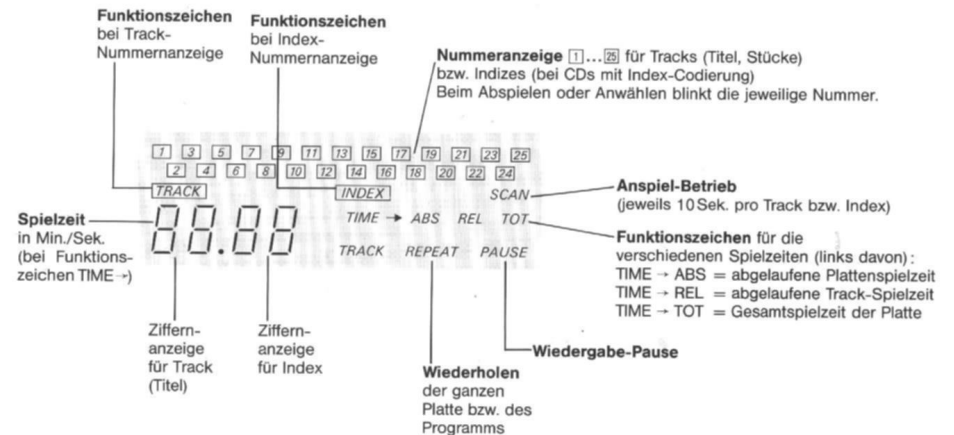 Funktionszeichen
bei Track-
Nummernanzeige
Funktionszeichen
bei Index-
Nummernanzeige
Nummeranzeige 1...25 für Tracks (Titel, Stücke)
bzw. Indizes (bei CDs mit Index-Codierung)
Beim Abspielen oder Anwählen blinkt die jeweilige Nummer.
1 3 5 7 9 11 13 15 17 19 21 23 25
2 4 6 8 10 12 14 16 18 20 22 24
TRACK INDEX SCAN
TIME → ABS REL TOT
88.88
TRACK REPEAT PAUSE
Spielzeit
in Min./Sek.
(bei Funktions-
zeichen TIME→)
Anspiel-Betrieb
(jeweils 10 Sek. pro Track bzw. Index)
Funktionszeichen für die
verschiedenen Spielzeiten (links davon):
TIME → ABS = abgelaufene Plattenspielzeit
TIME → REL = abgelaufene Track-Spielzeit
TIME → TOT = Gesamtspielzeit der Platte
Ziffern-
anzeige
für Track
(Titel)
Ziffern-
anzeige
für Index
Wiederholen
der ganzen
Platte bzw. des
Programms
Wiedergabe-Pause